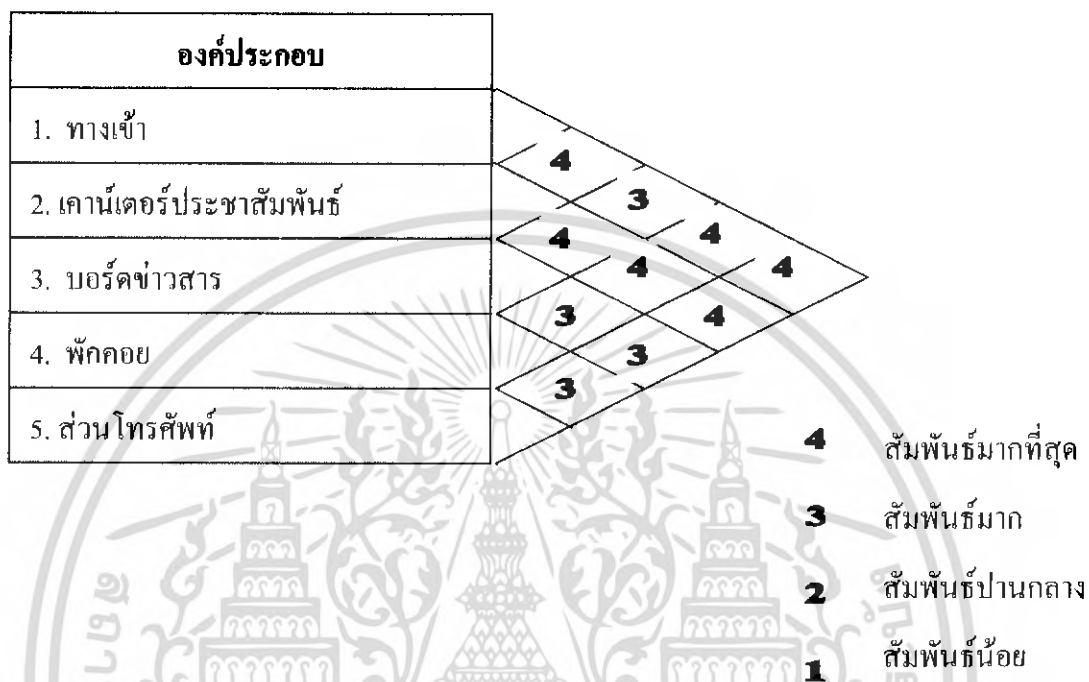 องค์ประกอบ
1. ทางเข้า
2. เคาน์เตอร์ประชาสัมพันธ์
3. บอร์ดข่าวสาร
4. พักคอย
5. ส่วนโทรศัพท์
4
3
4 4
4 4
3 4
3
3
4 สัมพันธ์มากที่สุด
3 สัมพันธ์มาก
2 สัมพันธ์ปานกลาง
1 สัมพันธ์น้อย